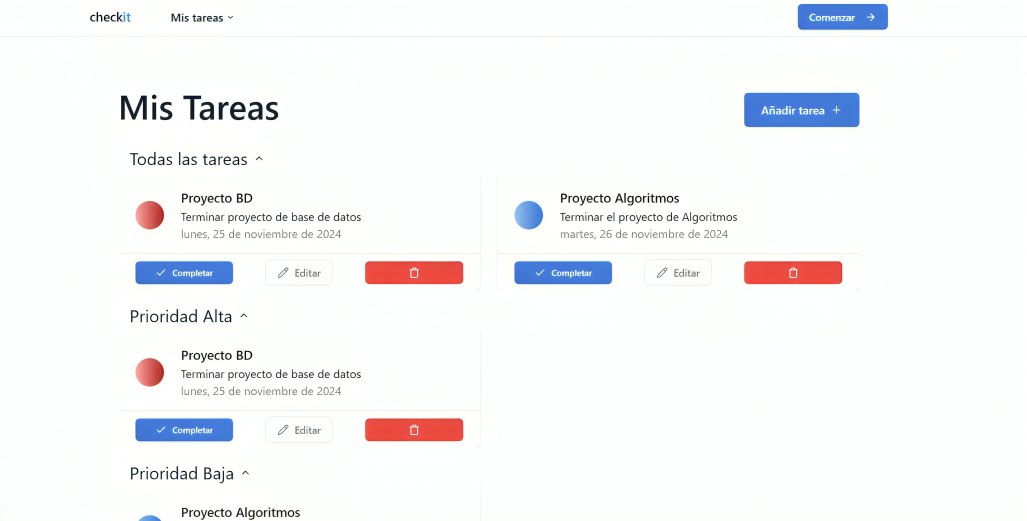 checkit Mis tareas Comenzar
Mis Tareas
Añadir tarea
Todas las tareas
Proyecto BD
Terminar proyecto de base de datos
lunes, 25 de noviembre de 2024
Completar Editar
Proyecto Algoritmos
Terminar el proyecto de Algoritmos
martes, 26 de noviembre de 2024
Completar Editar
Prioridad Alta
Proyecto BD
Terminar proyecto de base de datos
lunes, 25 de noviembre de 2024
Completar Editar
Prioridad Baja
Proyecto Algoritmos